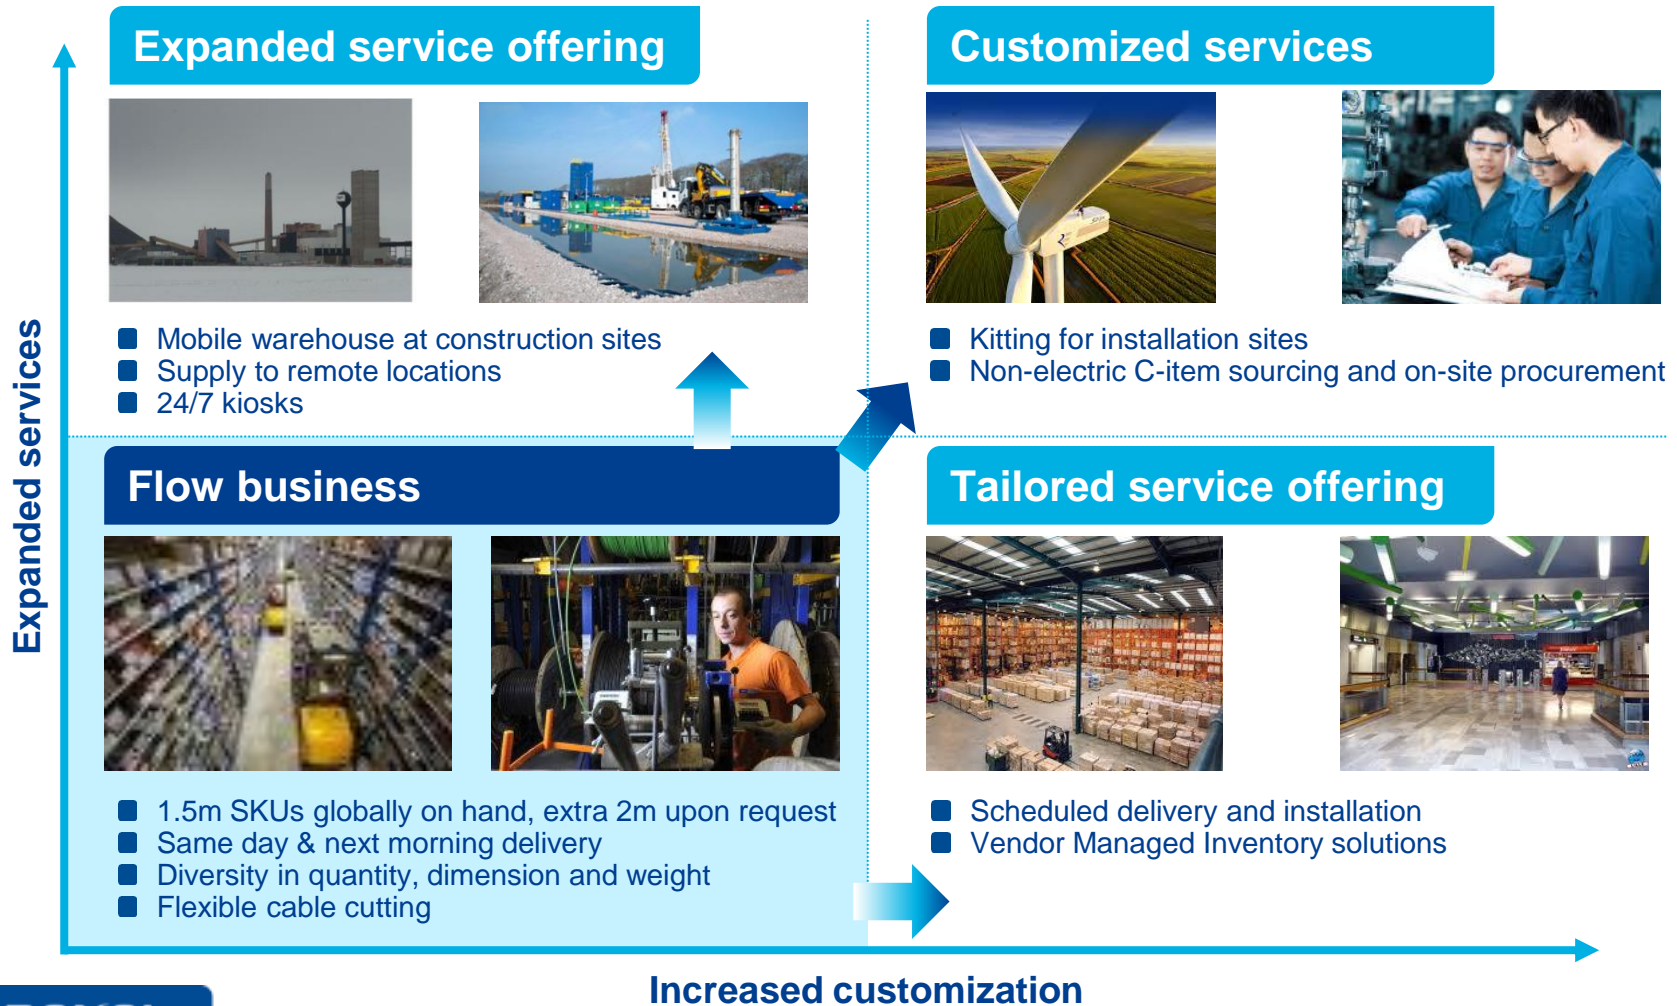 Expanded service offering
Customized services
Mobile warehouse at construction sites
Supply to remote locations
24/7 kiosks
Kitting for installation sites
Non-electric C-item sourcing and on-site procurement
Expanded services
Flow business
Tailored service offering
1.5m SKUs globally on hand, extra 2m upon request
Same day & next morning delivery
Diversity in quantity, dimension and weight
Flexible cable cutting
Scheduled delivery and installation
Vendor Managed Inventory solutions
Increased customization